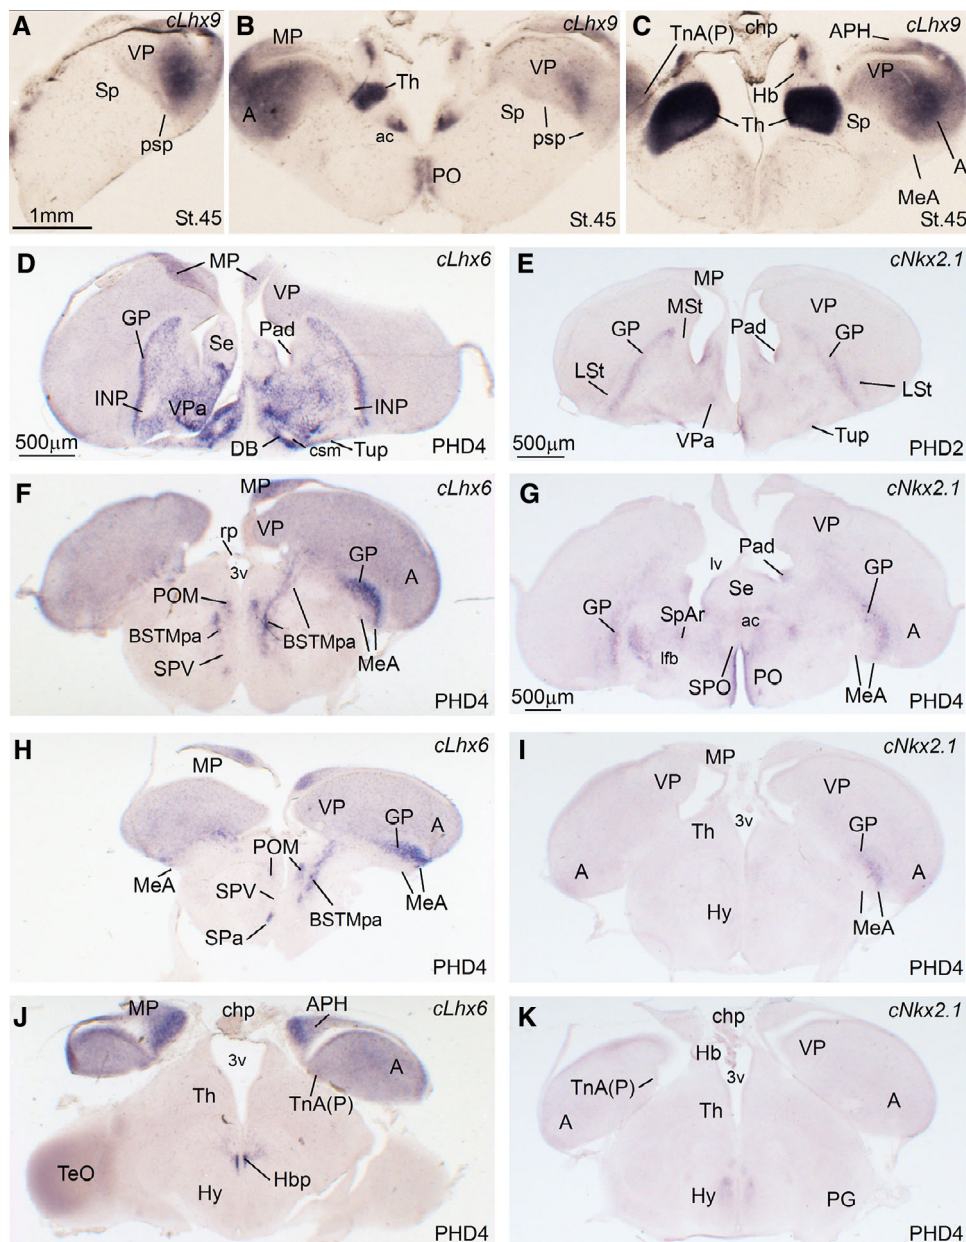 A
cLhx9
VP
Sp
psp
1mm
St.45
B
cLhx9
MP
VP
Th
A
ac
Sp
psp
PO
St.45
C
cLhx9
TnA(P)
chp
APH
VP
Hb
Th
Sp
A
MeA
St.45
D
cLhx6
MP
VP
GP
Se
Pad
INP
VPa
INP
DB
csm
Tup
500µm
PHD4
E
cNkx2.1
MP
MSt
VP
GP
Pad
GP
LSt
LSt
VPa
Tup
500µm
PHD2
F
cLhx6
MP
VP
rp
3v
GP
A
POM
BSTMpa
BSTMpa
SPV
MeA
PHD4
G
cNkx2.1
VP
Pad
lv
Se
GP
GP
SpAr
ac
A
lfb
SPO
PO
MeA
500µm
PHD4
H
cLhx6
MP
VP
GP
A
POM
MeA
SPV
MeA
BSTMpa
SPa
PHD4
I
cNkx2.1
MP
VP
VP
3v
Th
GP
A
A
Hy
MeA
PHD4
J
cLhx6
MP
chp
APH
3v
A
Th
TnA(P)
TeO
Hbp
Hy
PHD4
K
cNkx2.1
chp
Hb
VP
3v
TnA(P)
A
Th
A
Hy
PG
PHD4